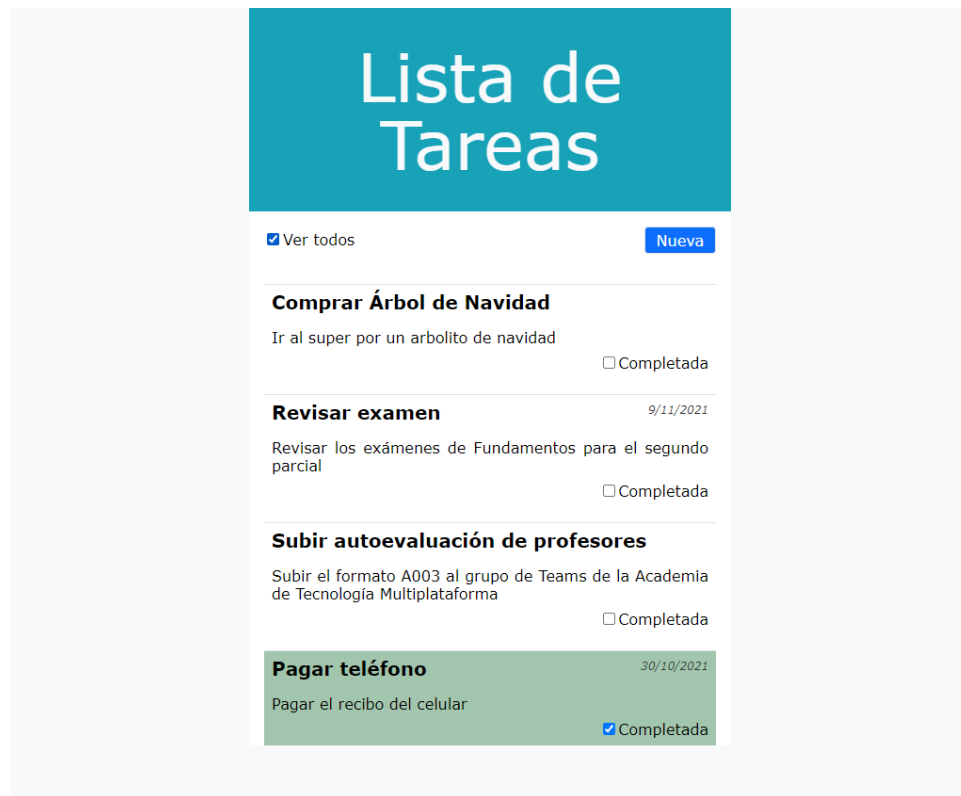 Lista de
Tareas
Ver todos
Nueva
Comprar Árbol de Navidad
Ir al super por un arbolito de navidad
Completada
Revisar examen
9/11/2021
Revisar los exámenes de Fundamentos para el segundo
parcial
Completada
Subir autoevaluación de profesores
Subir el formato A003 al grupo de Teams de la Academia
de Tecnología Multiplataforma
Completada
Pagar teléfono
30/10/2021
Pagar el recibo del celular
Completada